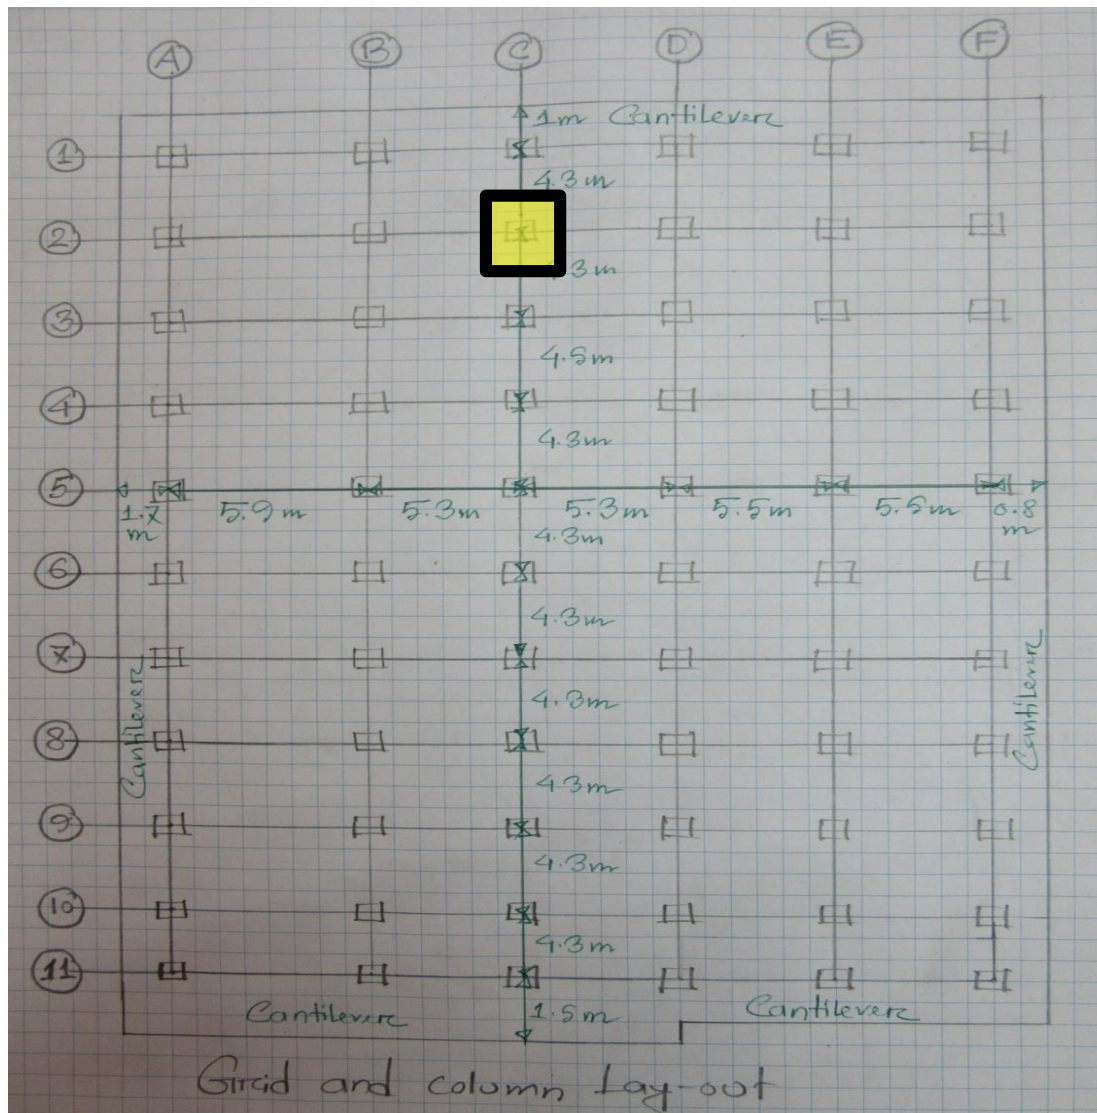 A B C D E F
1m Cantilever
1
4.3m
2
3m
3
4.5m
4
4.3m
5
1.7 m 5.9m 5.3m 5.3m 5.5m 5.5m 0.8 m
4.3m
6
4.3m
7
Cantilever
Cantilever
4.3m
8
4.3m
9
4.3m
10
4.3m
11
Cantilever 1.5m Cantilever
Grid and column Lay-out